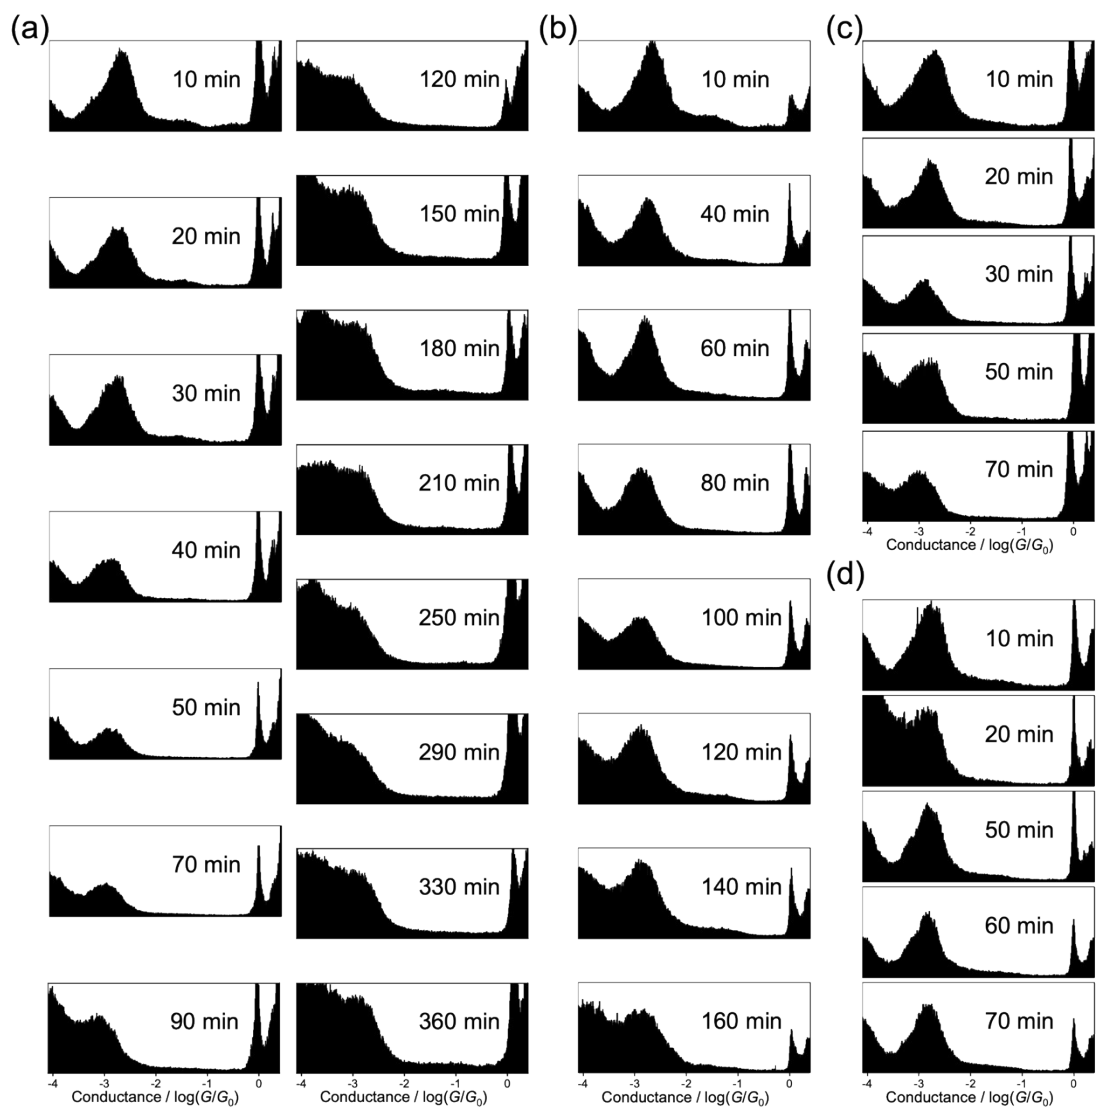 (a)
10 min
20 min
30 min
40 min
50 min
70 min
90 min
-4 -3 -2 -1 0
Conductance / log(G/G0)
120 min
150 min
180 min
210 min
250 min
290 min
330 min
360 min
-4 -3 -2 -1 0
Conductance / log(G/G0)
(b)
10 min
40 min
60 min
80 min
100 min
120 min
140 min
160 min
-4 -3 -2 -1 0
Conductance / log(G/G0)
(c)
10 min
20 min
30 min
50 min
70 min
-4 -3 -2 -1 0
Conductance / log(G/G0)
(d)
10 min
20 min
50 min
60 min
70 min
-4 -3 -2 -1 0
Conductance / log(G/G0)